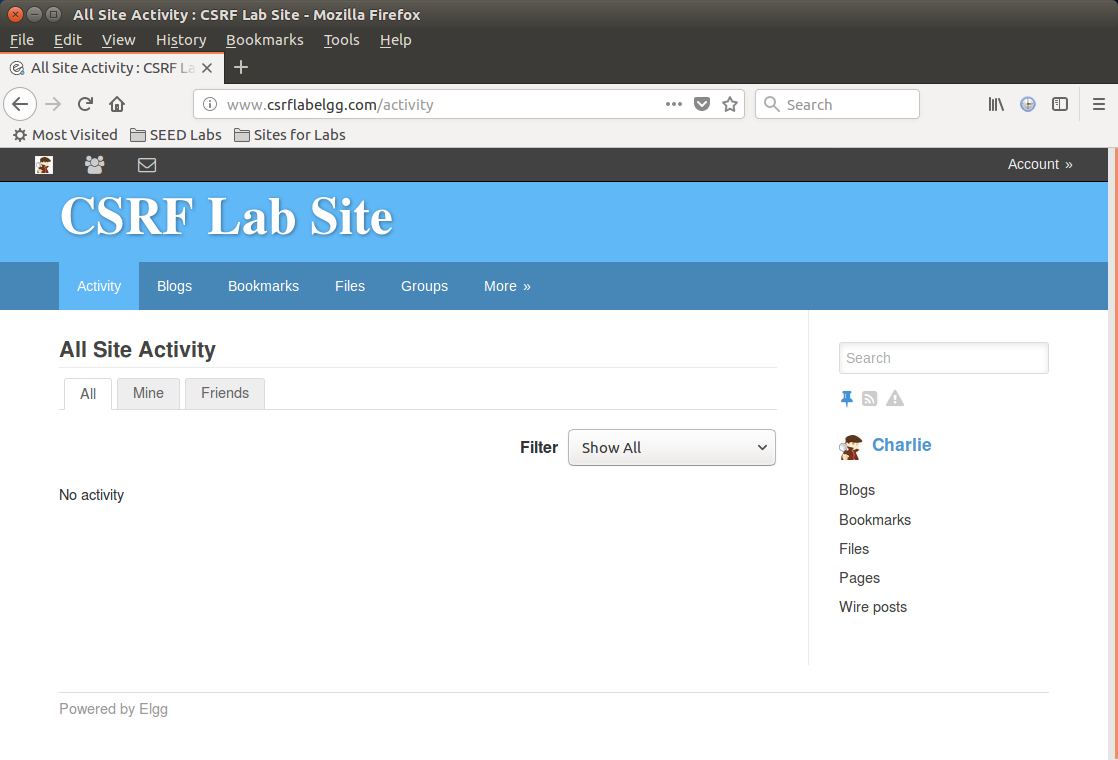 All Site Activity : CSRF Lab Site - Mozilla Firefox
File Edit View History Bookmarks Tools Help
All Site Activity : CSRF La
www.csrflabelgg.com/activity Search
Most Visited SEED Labs Sites for Labs
Account »
CSRF Lab Site
Activity Blogs Bookmarks Files Groups More »
All Site Activity
All Mine Friends
Filter Show All
No activity
Search
Charlie
Blogs
Bookmarks
Files
Pages
Wire posts
Powered by Elgg